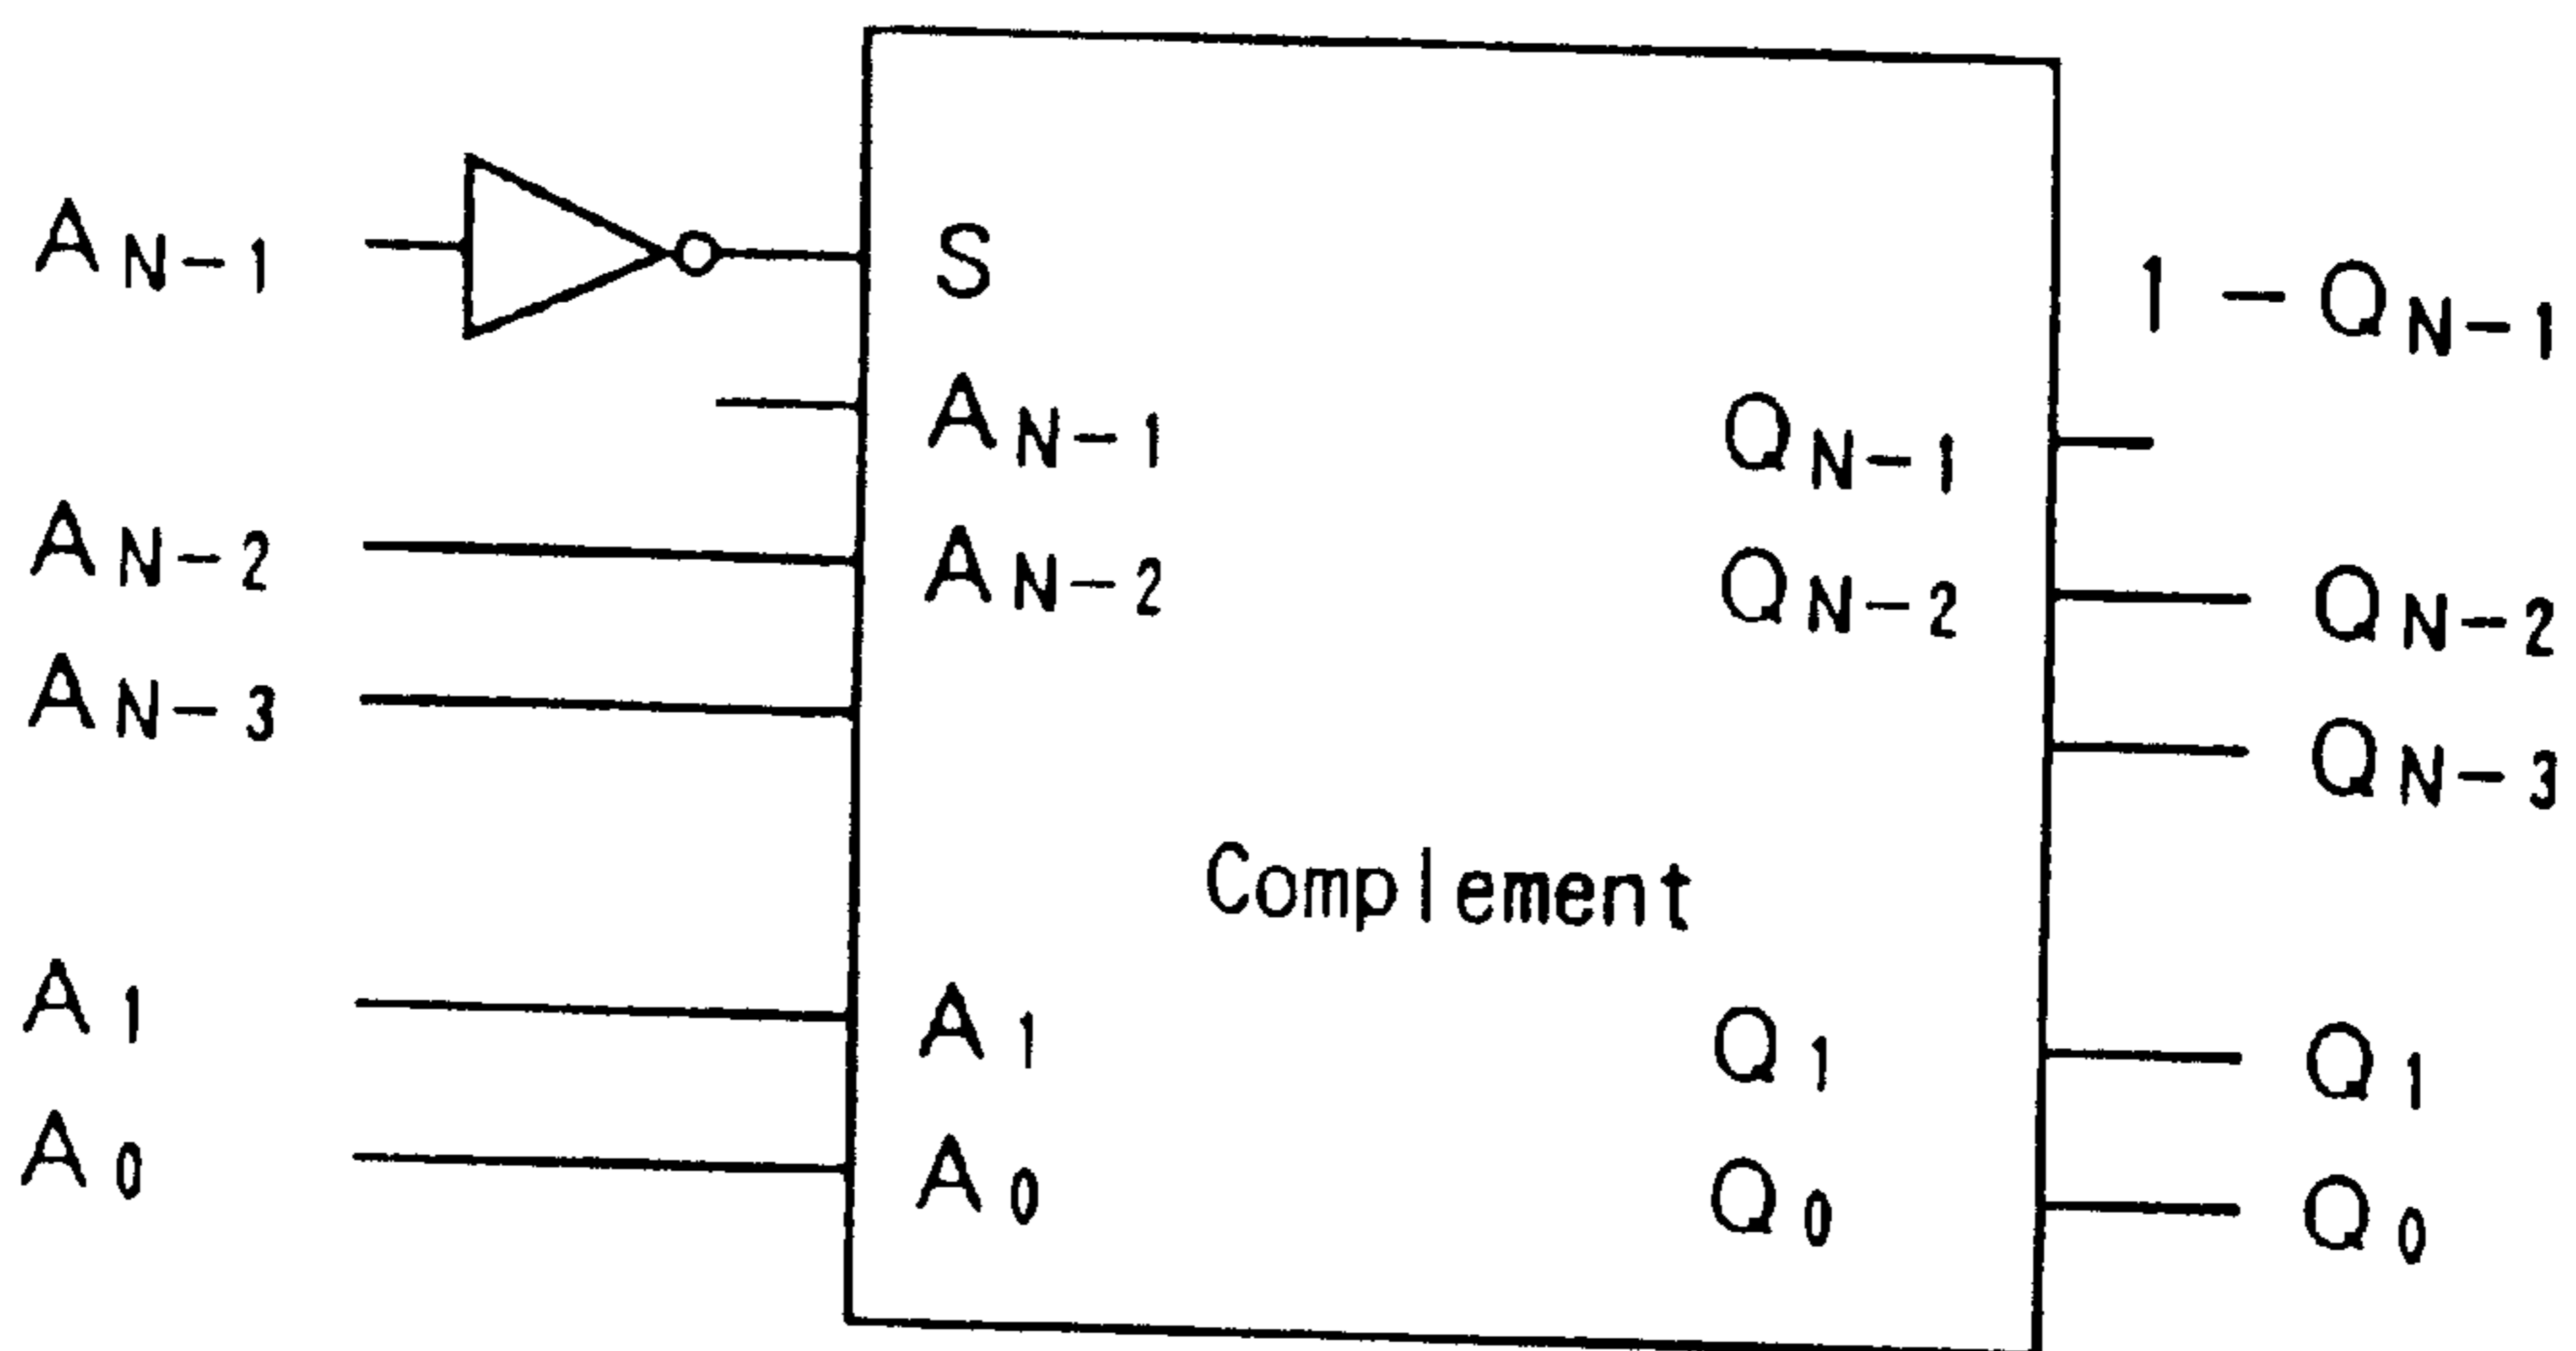 A N-1 S 1-Q N-1
A N-1 Q N-1
A N-2 A N-2 Q N-2 Q N-2
A N-3 Q N-3
Complement
A 1 A 1 Q 1 Q 1
A 0 A 0 Q 0 Q 0